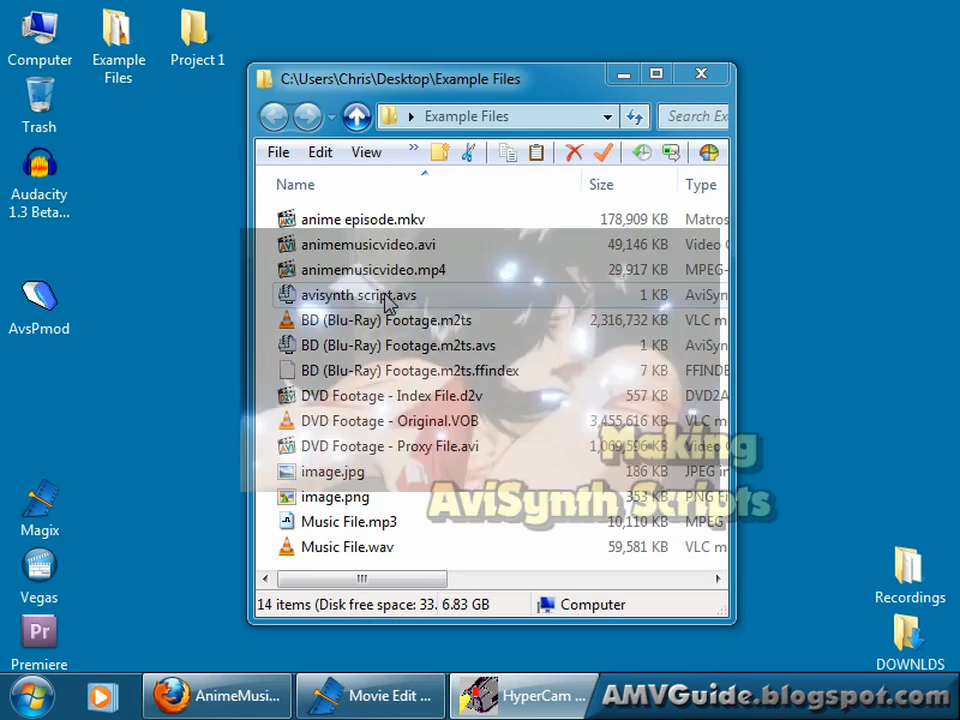 Computer
Example Files
Project 1
Trash
Audacity 1.3 Beta...
AvsPmod
Magix
Vegas
Premiere
C:\Users\Chris\Desktop\Example Files
Example Files
Search Ex
File Edit View »
Name Size Type
anime episode.mkv 178,909 KB Matros
animemusicvideo.avi 49,146 KB Video C
animemusicvideo.mp4 29,917 KB MPEG-
avisynth script.avs 1 KB AviSyn
BD (Blu-Ray) Footage.m2ts 2,316,732 KB VLC m
BD (Blu-Ray) Footage.m2ts.avs 1 KB AviSyn
BD (Blu-Ray) Footage.m2ts.ffindex 7 KB FFINDE
DVD Footage - Index File.d2v 557 KB DVD2A
DVD Footage - Original.VOB 3,455,616 KB VLC m
DVD Footage - Proxy File.avi 1,069,596 KB Video C
image.jpg 186 KB JPEG in
image.png 353 KB PNG Fi
Music File.mp3 10,110 KB MPEG
Music File.wav 59,581 KB VLC m
Making
AviSynth Scripts
14 items (Disk free space: 33. 6.83 GB Computer
Recordings
DOWNLDS
AnimeMusi... Movie Edit ... HyperCam ... AMVGuide.blogspot.com